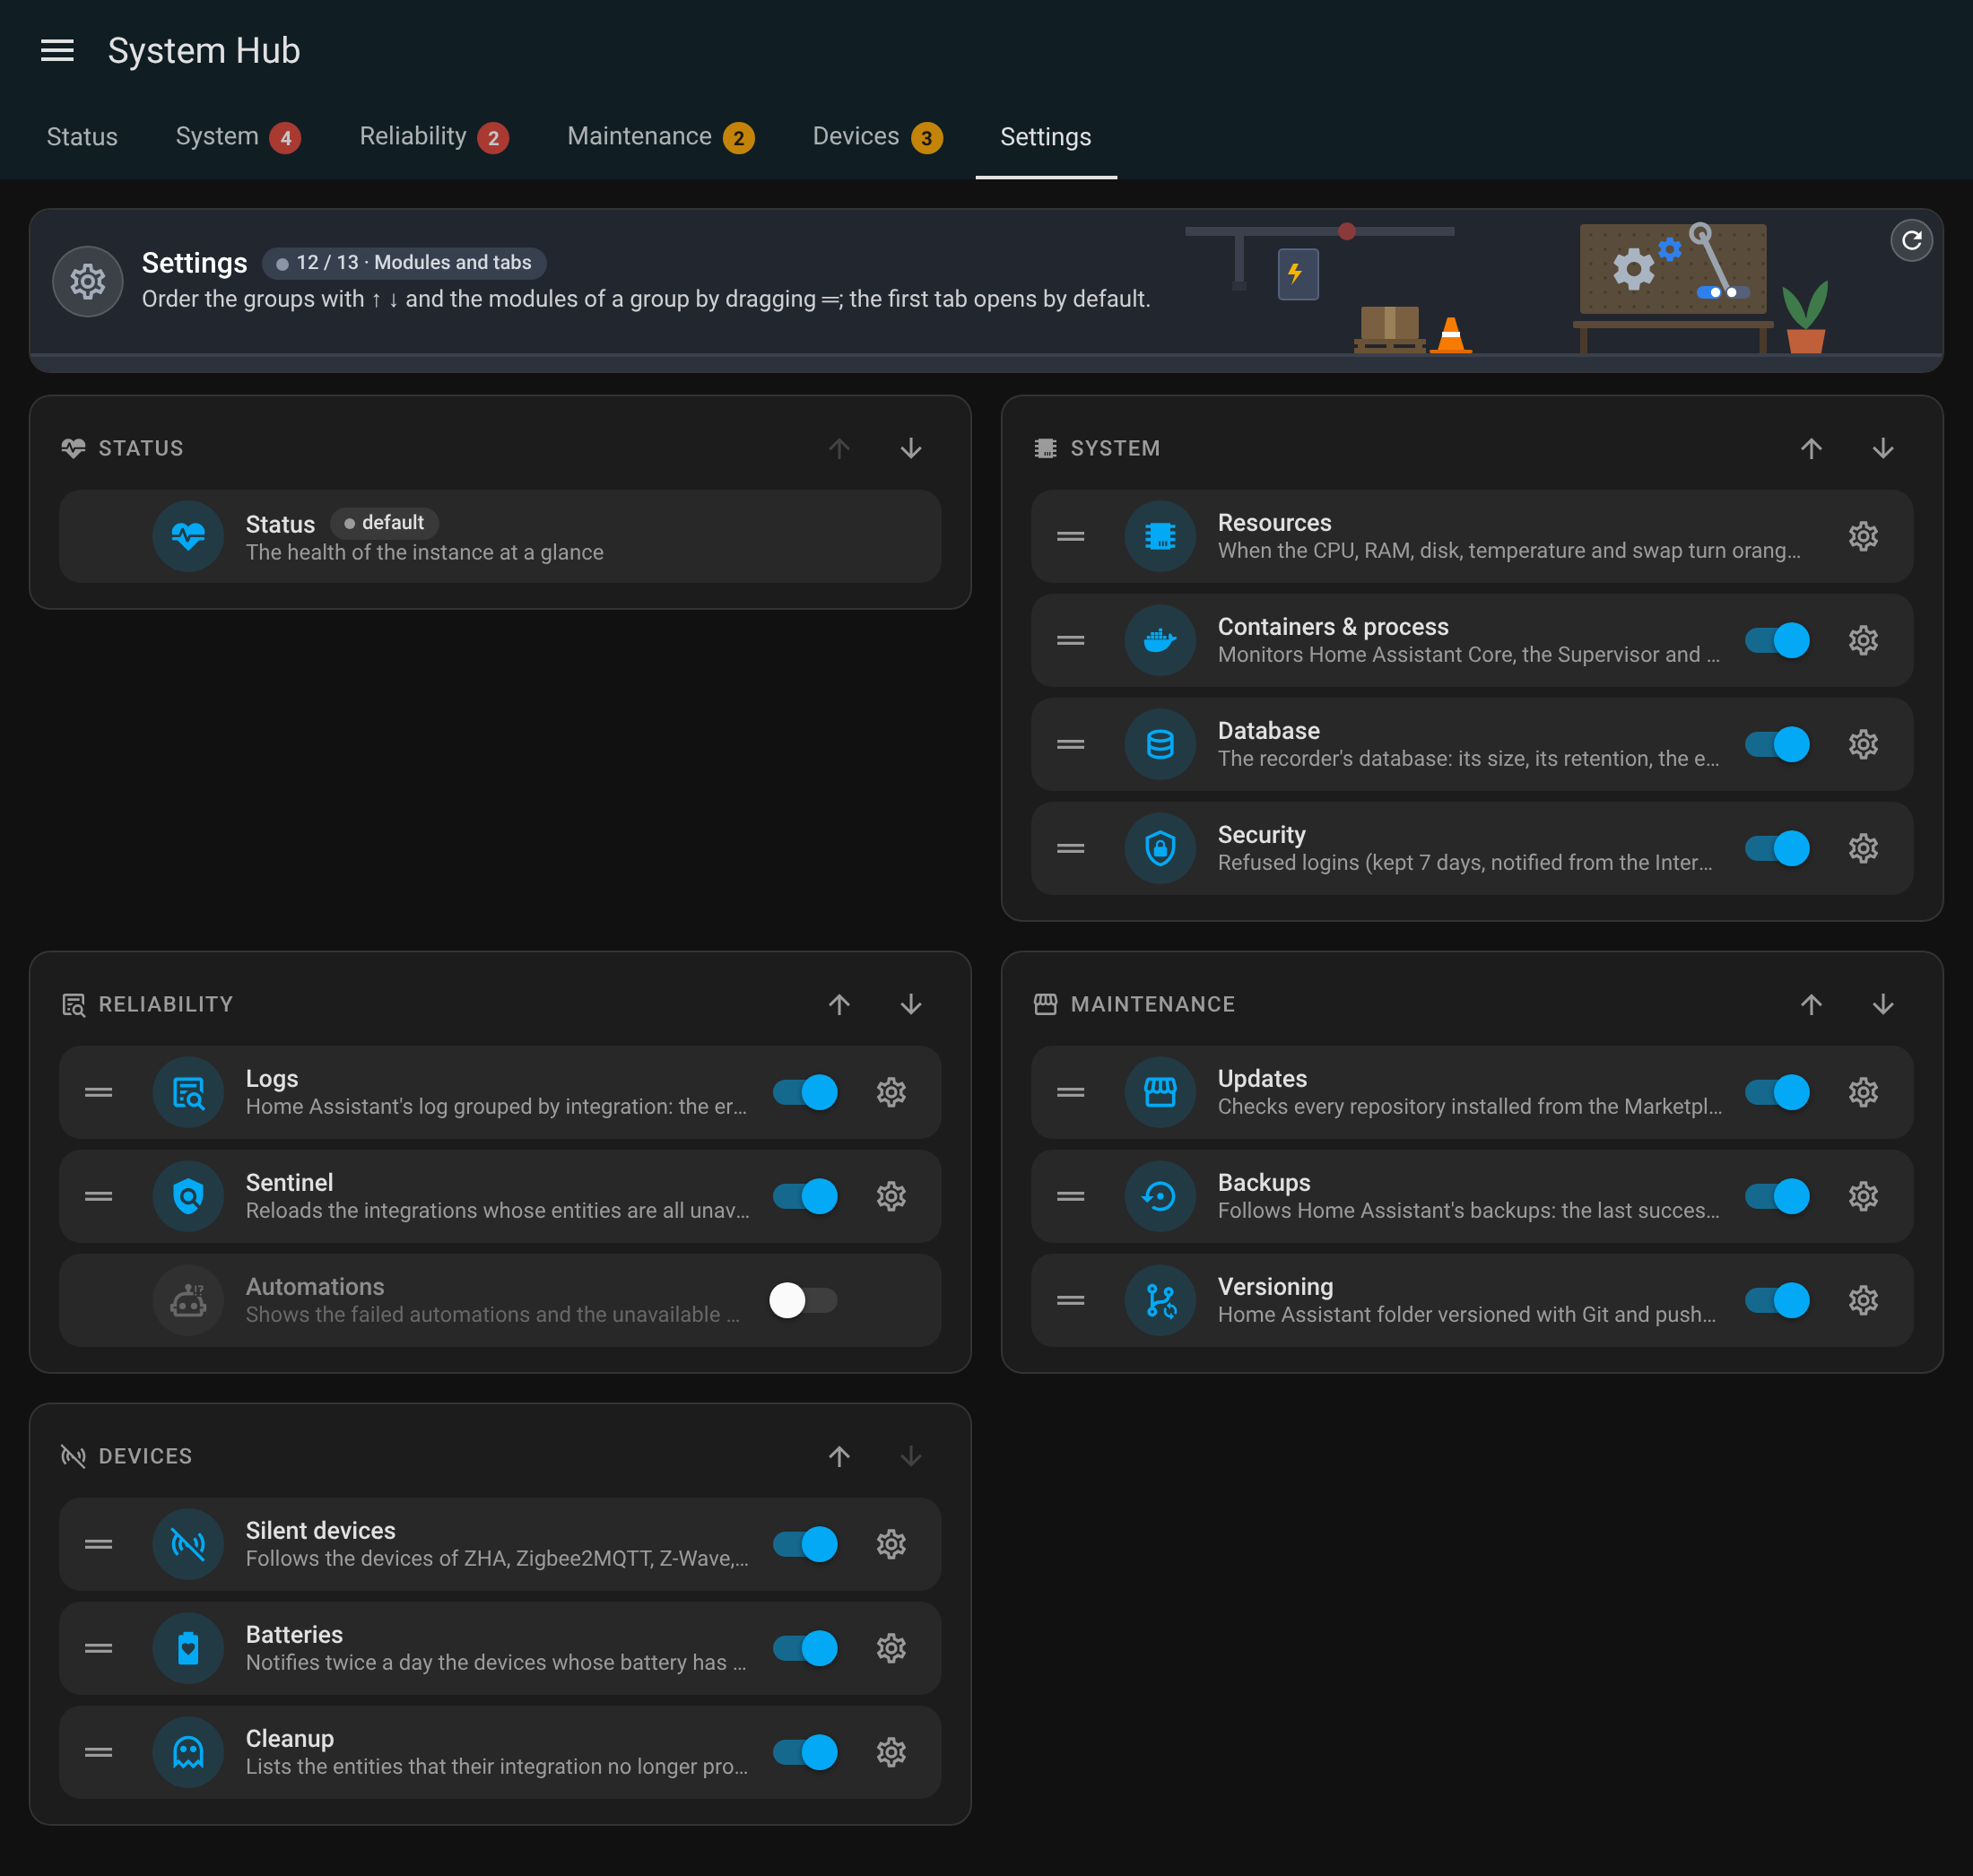 System Hub
Status
System 4
Reliability 2
Maintenance 2
Devices 3
Settings
Settings 12 / 13 · Modules and tabs
Order the groups with ↑ ↓ and the modules of a group by dragging ═; the first tab opens by default.
STATUS
Status default
The health of the instance at a glance
SYSTEM
Resources
When the CPU, RAM, disk, temperature and swap turn orang…
Containers & process
Monitors Home Assistant Core, the Supervisor and …
Database
The recorder's database: its size, its retention, the e…
Security
Refused logins (kept 7 days, notified from the Inter…
RELIABILITY
Logs
Home Assistant's log grouped by integration: the er…
Sentinel
Reloads the integrations whose entities are all unav…
Automations
Shows the failed automations and the unavailable …
MAINTENANCE
Updates
Checks every repository installed from the Marketpl…
Backups
Follows Home Assistant's backups: the last succes…
Versioning
Home Assistant folder versioned with Git and push…
DEVICES
Silent devices
Follows the devices of ZHA, Zigbee2MQTT, Z-Wave,…
Batteries
Notifies twice a day the devices whose battery has …
Cleanup
Lists the entities that their integration no longer pro…